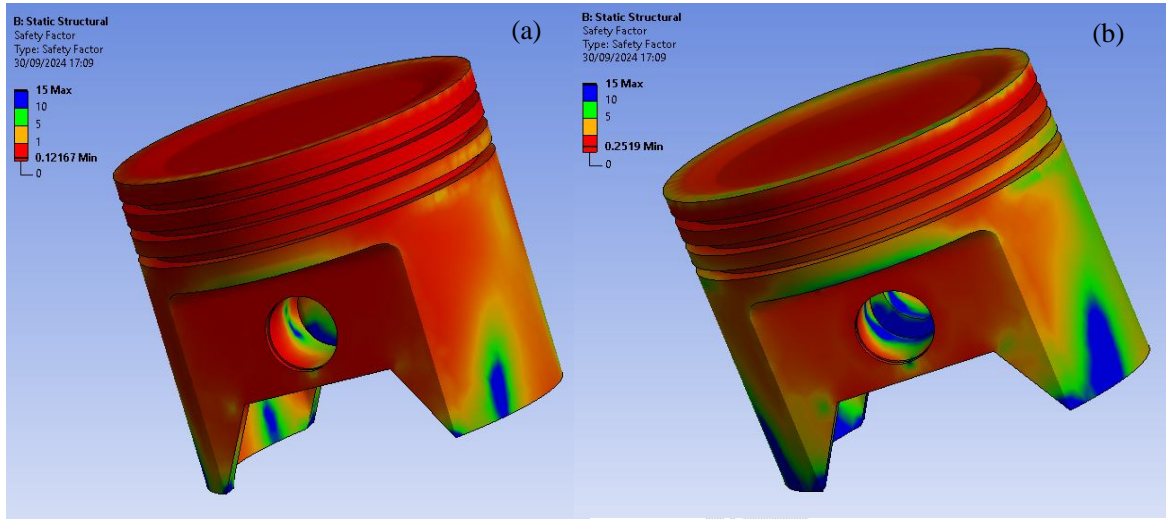 B: Static Structural
Safety Factor
Type: Safety Factor
30/09/2024 17:09
(a)
15 Max
10
5
1
0.12167 Min
0
B: Static Structural
Safety Factor
Type: Safety Factor
30/09/2024 17:09
(b)
15 Max
10
5
0.2519 Min
0